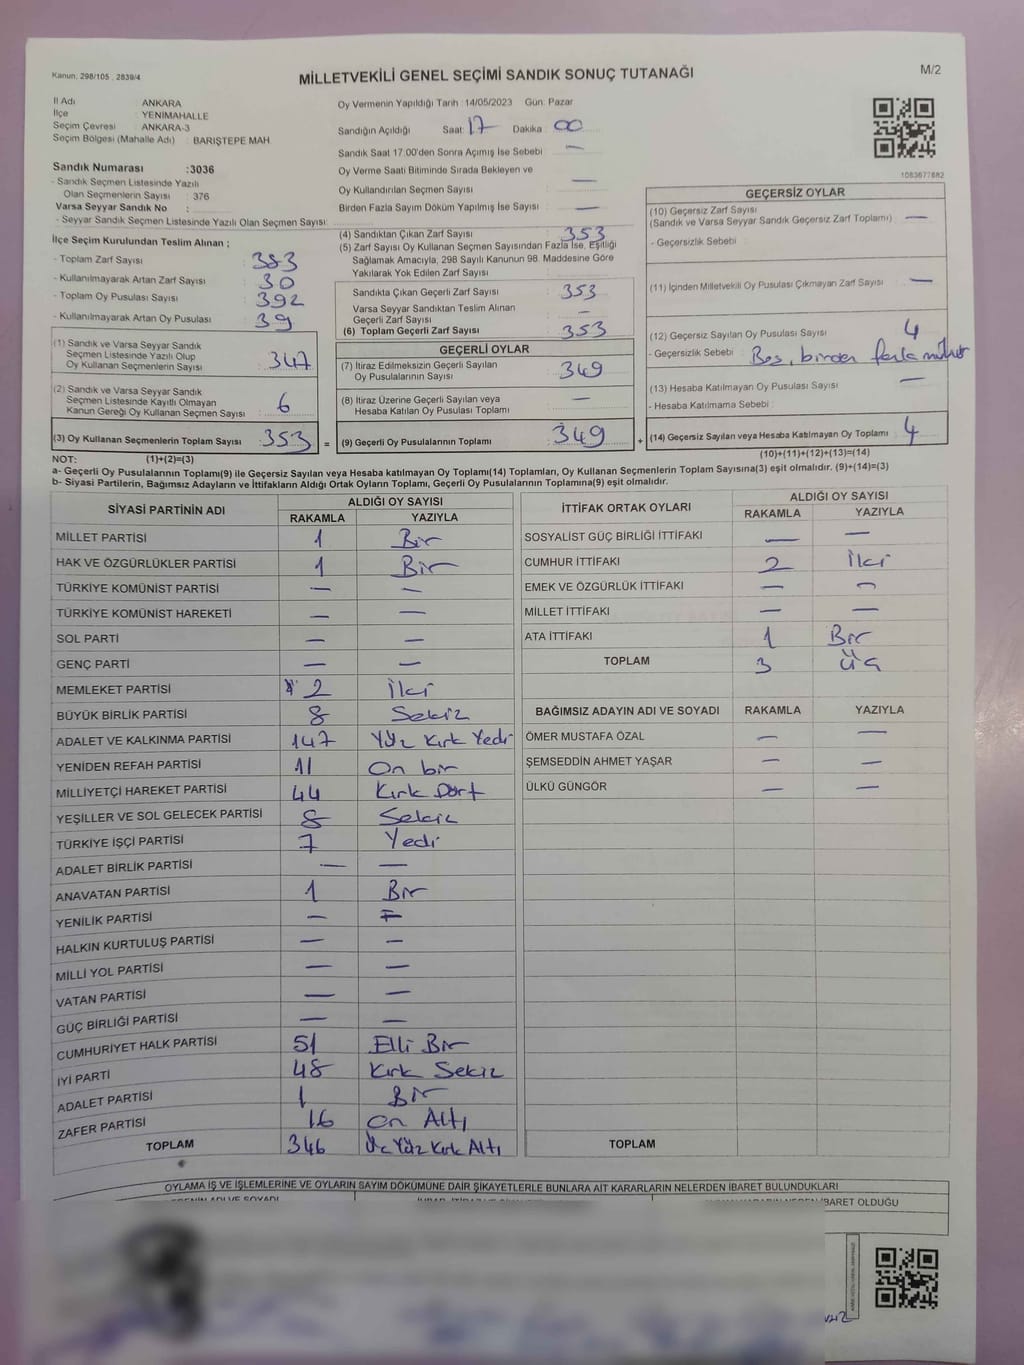 Kanun: 298/105 , 2839/4
MİLLETVEKİLİ GENEL SEÇİMİ SANDIK SONUÇ TUTANAĞI
M/2
İl Adı : ANKARA
İlçe : YENİMAHALLE
Seçim Çevresi : ANKARA-3
Seçim Bölgesi (Mahalle Adı) : BARIŞTEPE MAH
Oy Vermenin Yapıldığı Tarih : 14/05/2023 Gün: Pazar
Sandığın Açıldığı Saat : 17 Dakika : 00
Sandık Saat 17:00'den Sonra Açımış İse Sebebi : —
Oy Verme Saati Bitiminde Sırada Bekleyen ve
Oy Kullandırılan Seçmen Sayısı : —
Birden Fazla Sayım Döküm Yapılmış İse Sayısı : —
1083677882
Sandık Numarası :3036
- Sandık Seçmen Listesinde Yazılı
Olan Seçmenlerin Sayısı : 376
Varsa Seyyar Sandık No :
- Seyyar Sandık Seçmen Listesinde Yazılı Olan Seçmen Sayısı:
İlçe Seçim Kurulundan Teslim Alınan ;
- Toplam Zarf Sayısı : 383
- Kullanılmayarak Artan Zarf Sayısı : 30
- Toplam Oy Pusulası Sayısı : 392
- Kullanılmayarak Artan Oy Pusulası : 39
(1) Sandık ve Varsa Seyyar Sandık
Seçmen Listesinde Yazılı Olup
Oy Kullanan Seçmenlerin Sayısı : 347
(2) Sandık ve Varsa Seyyar Sandık
Seçmen Listesinde Kayıtlı Olmayan
Kanun Gereği Oy Kullanan Seçmen Sayısı : 6
(3) Oy Kullanan Seçmenlerin Toplam Sayısı : 353 =
(4) Sandıktan Çıkan Zarf Sayısı : 353
(5) Zarf Sayısı Oy Kullanan Seçmen Sayısından Fazla İse, Eşitliği
Sağlamak Amacıyla, 298 Sayılı Kanunun 98. Maddesine Göre
Yakılarak Yok Edilen Zarf Sayısı :
Sandıkta Çıkan Geçerli Zarf Sayısı : 353
Varsa Seyyar Sandıktan Teslim Alınan
Geçerli Zarf Sayısı : —
(6) Toplam Geçerli Zarf Sayısı : 353
GEÇERLİ OYLAR
(7) İtiraz Edilmeksizin Geçerli Sayılan
Oy Pusulalarının Sayısı : 349
(8) İtiraz Üzerine Geçerli Sayılan veya
Hesaba Katılan Oy Pusulası Toplamı : —
(9) Geçerli Oy Pusulalarının Toplamı : 349 +
GEÇERSİZ OYLAR
(10) Geçersiz Zarf Sayısı
(Sandık ve Varsa Seyyar Sandık Geçersiz Zarf Toplamı) : —
- Geçersizlik Sebebi :
(11) İçinden Milletvekili Oy Pusulası Çıkmayan Zarf Sayısı : —
(12) Geçersiz Sayılan Oy Pusulası Sayısı : 4
- Geçersizlik Sebebi : Boş, birden fazla mühür
(13) Hesaba Katılmayan Oy Pusulası Sayısı : —
- Hesaba Katılmama Sebebi :
(14) Geçersiz Sayılan veya Hesaba Katılmayan Oy Toplamı : 4
NOT: (1)+(2)=(3) (10)+(11)+(12)+(13)=(14)
a- Geçerli Oy Pusulalarının Toplamı(9) ile Geçersiz Sayılan veya Hesaba katılmayan Oy Toplamı(14) Toplamları, Oy Kullanan Seçmenlerin Toplam Sayısına(3) eşit olmalıdır. (9)+(14)=(3)
b- Siyasi Partilerin, Bağımsız Adayların ve İttifakların Aldığı Ortak Oyların Toplamı, Geçerli Oy Pusulalarının Toplamına(9) eşit olmalıdır.
SİYASİ PARTİNİN ADI ALDIĞI OY SAYISI
RAKAMLA YAZIYLA
MİLLET PARTİSİ 1 Bir
HAK VE ÖZGÜRLÜKLER PARTİSİ 1 Bir
TÜRKİYE KOMÜNİST PARTİSİ — —
TÜRKİYE KOMÜNİST HAREKETİ — —
SOL PARTİ — —
GENÇ PARTİ — —
MEMLEKET PARTİSİ 2 İki
BÜYÜK BİRLİK PARTİSİ 8 Sekiz
ADALET VE KALKINMA PARTİSİ 147 Yüz Kırk Yedi
YENİDEN REFAH PARTİSİ 11 On bir
MİLLİYETÇİ HAREKET PARTİSİ 44 Kırk Dört
YEŞİLLER VE SOL GELECEK PARTİSİ 8 Sekiz
TÜRKİYE İŞÇİ PARTİSİ 7 Yedi
ADALET BİRLİK PARTİSİ — —
ANAVATAN PARTİSİ 1 Bir
YENİLİK PARTİSİ — —
HALKIN KURTULUŞ PARTİSİ — —
MİLLİ YOL PARTİSİ — —
VATAN PARTİSİ — —
GÜÇ BİRLİĞİ PARTİSİ — —
CUMHURİYET HALK PARTİSİ 51 Elli Bir
İYİ PARTİ 48 Kırk Sekiz
ADALET PARTİSİ 1 Bir
ZAFER PARTİSİ 16 On Altı
TOPLAM 346 Üç Yüz Kırk Altı
İTTİFAK ORTAK OYLARI ALDIĞI OY SAYISI
RAKAMLA YAZIYLA
SOSYALİST GÜÇ BİRLİĞİ İTTİFAKI — —
CUMHUR İTTİFAKI 2 İki
EMEK VE ÖZGÜRLÜK İTTİFAKI — —
MİLLET İTTİFAKI — —
ATA İTTİFAKI 1 Bir
TOPLAM 3 Üç
BAĞIMSIZ ADAYIN ADI VE SOYADI RAKAMLA YAZIYLA
ÖMER MUSTAFA ÖZAL — —
ŞEMSEDDİN AHMET YAŞAR — —
ÜLKÜ GÜNGÖR — —
TOPLAM
OYLAMA İŞ VE İŞLEMLERİNE VE OYLARIN SAYIM DÖKÜMÜNE DAİR ŞİKAYETLERLE BUNLARA AİT KARARLARIN NELERDEN İBARET BULUNDUKLARI
İBARET OLDUĞU